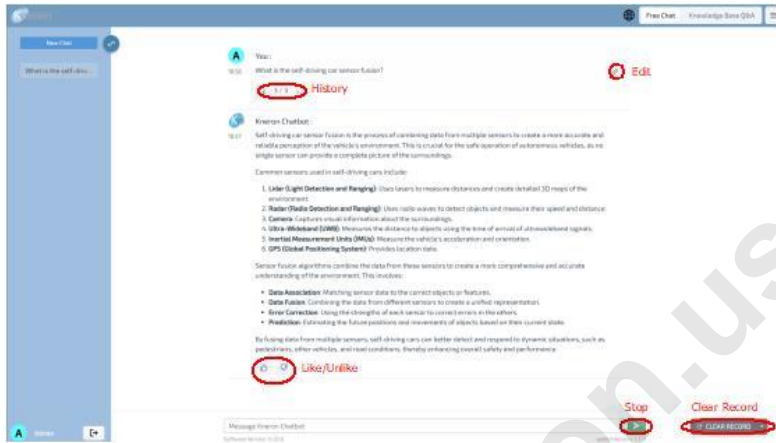 Free Chat
Knowledge Base Q&A
New Chat
What is the self-driv...
A
You:
What is the self-driving car sensor fusion?
Edit
3 / 3
History
Kneron Chatbot :
Self-driving car sensor fusion is the process of combining data from multiple sensors to create a more accurate and
reliable perception of the vehicle's environment. This is crucial for the safe operation of autonomous vehicles, as no
single sensor can provide a complete picture of the surroundings.
Common sensors used in self-driving cars include:
1. Lidar (Light Detection and Ranging): Uses lasers to measure distances and create detailed 3D maps of the
environment.
2. Radar (Radio Detection and Ranging): Uses radio waves to detect objects and measure their speed and distance.
3. Camera: Captures visual information about the surroundings.
4. Ultra-Wideband (UWB): Measures the distance to objects using the time of arrival of ultrawideband signals.
5. Inertial Measurement Units (IMUs): Measure the vehicle's acceleration and orientation.
6. GPS (Global Positioning System): Provides location data.
Sensor fusion algorithms combine the data from these sensors to create a more comprehensive and accurate
understanding of the environment. This involves:
• Data Association: Matching sensor data to the correct objects or features.
• Data Fusion: Combining the data from different sensors to create a unified representation.
• Error Correction: Using the strengths of each sensor to correct errors in the others.
• Prediction: Estimating the future positions and movements of objects based on their current state.
By fusing data from multiple sensors, self-driving cars can better detect and respond to dynamic situations, such as
pedestrians, other vehicles, and road conditions, thereby enhancing overall safety and performance.
Like/Unlike
Stop
Clear Record
Message Kneron Chatbot
CLEAR RECORD
A